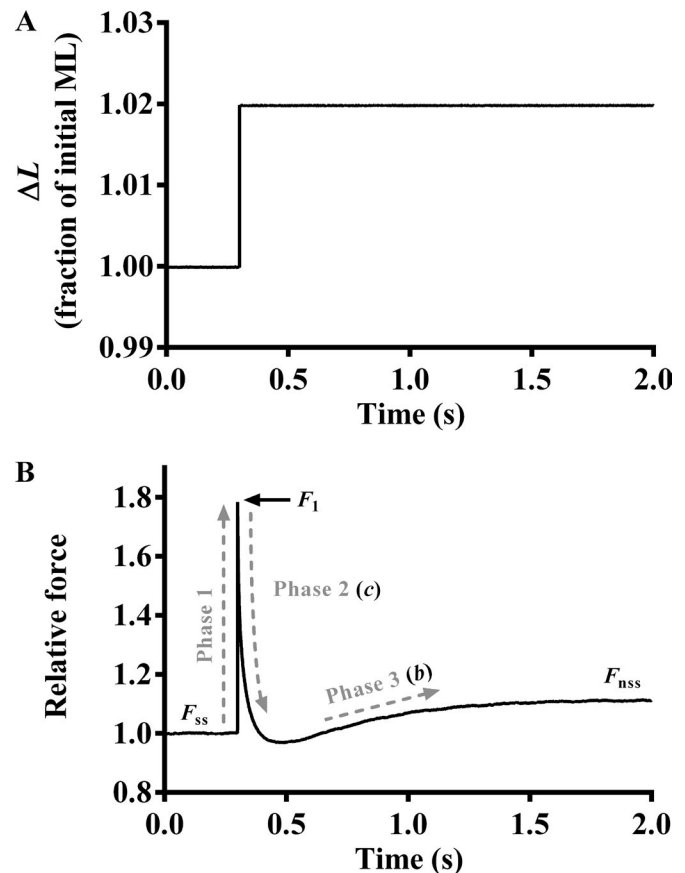 A
ΔL
(fraction of initial ML)
1.03
1.02
1.01
1.00
0.99
0.0 0.5 1.0 1.5 2.0
Time (s)
B
Relative force
1.8
1.6
1.4
1.2
1.0
0.8
F1
Phase 1
Phase 2 (c)
Phase 3 (b)
Fss
Fnss
0.0 0.5 1.0 1.5 2.0
Time (s)